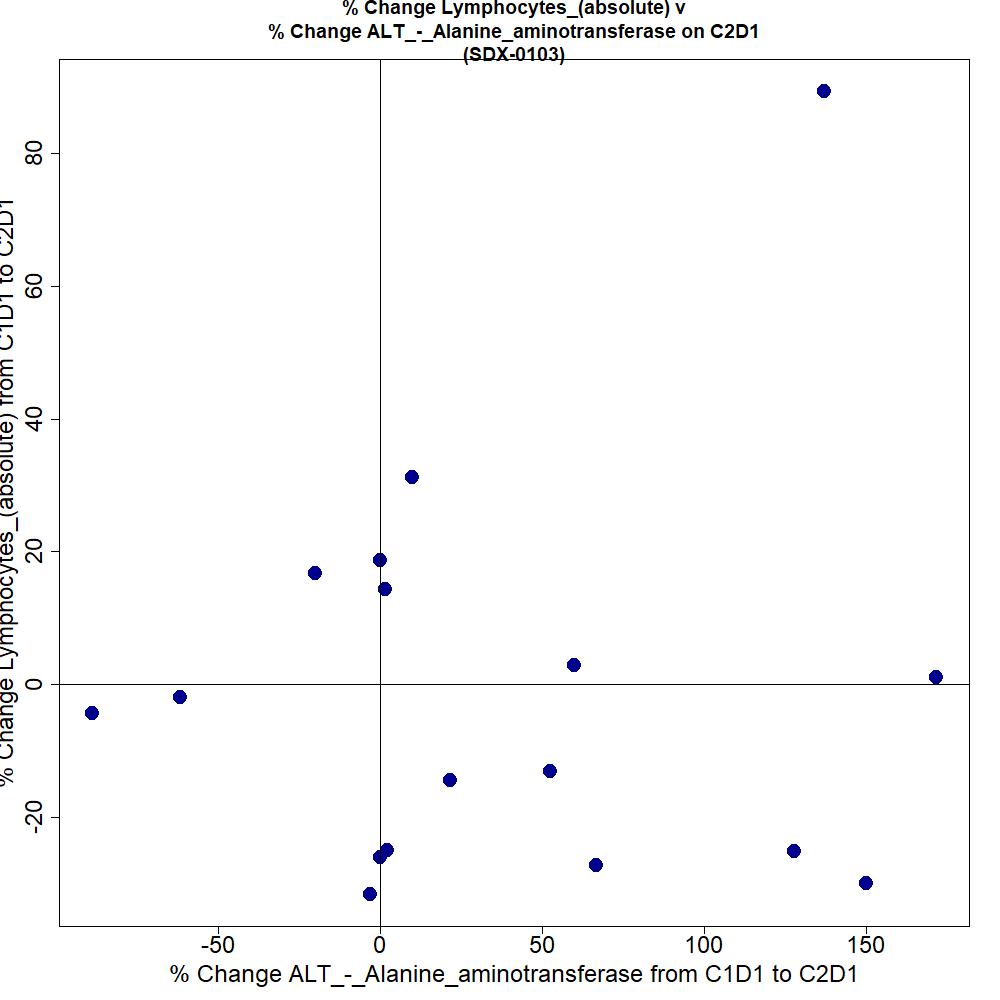 % Change Lymphocytes_(absolute) v
% Change ALT_-_Alanine_aminotransferase on C2D1
(SDX-0103)
% Change Lymphocytes_(absolute) from C1D1 to C2D1
80
60
40
20
0
-20
-50
0
50
100
150
% Change ALT_-_Alanine_aminotransferase from C1D1 to C2D1